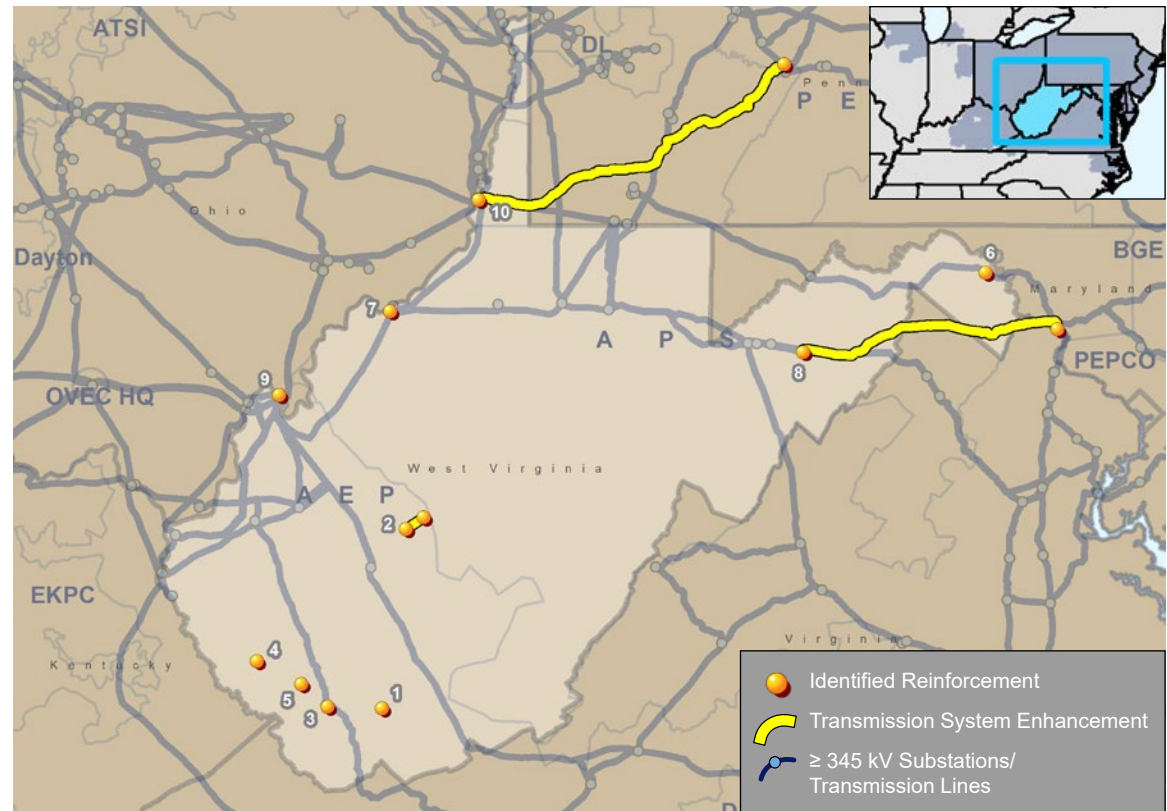 ATSI
DL
Penn
P E
6
Ohio
10
BGE
Dayton
Maryland
7
A P S
PEPCO
8
9
OVEC HQ
West Virginia
A E P
2
EKPC
Virginia
4
Kentucky
5
3
1
D
Identified Reinforcement
Transmission System Enhancement
≥ 345 kV Substations/
Transmission Lines